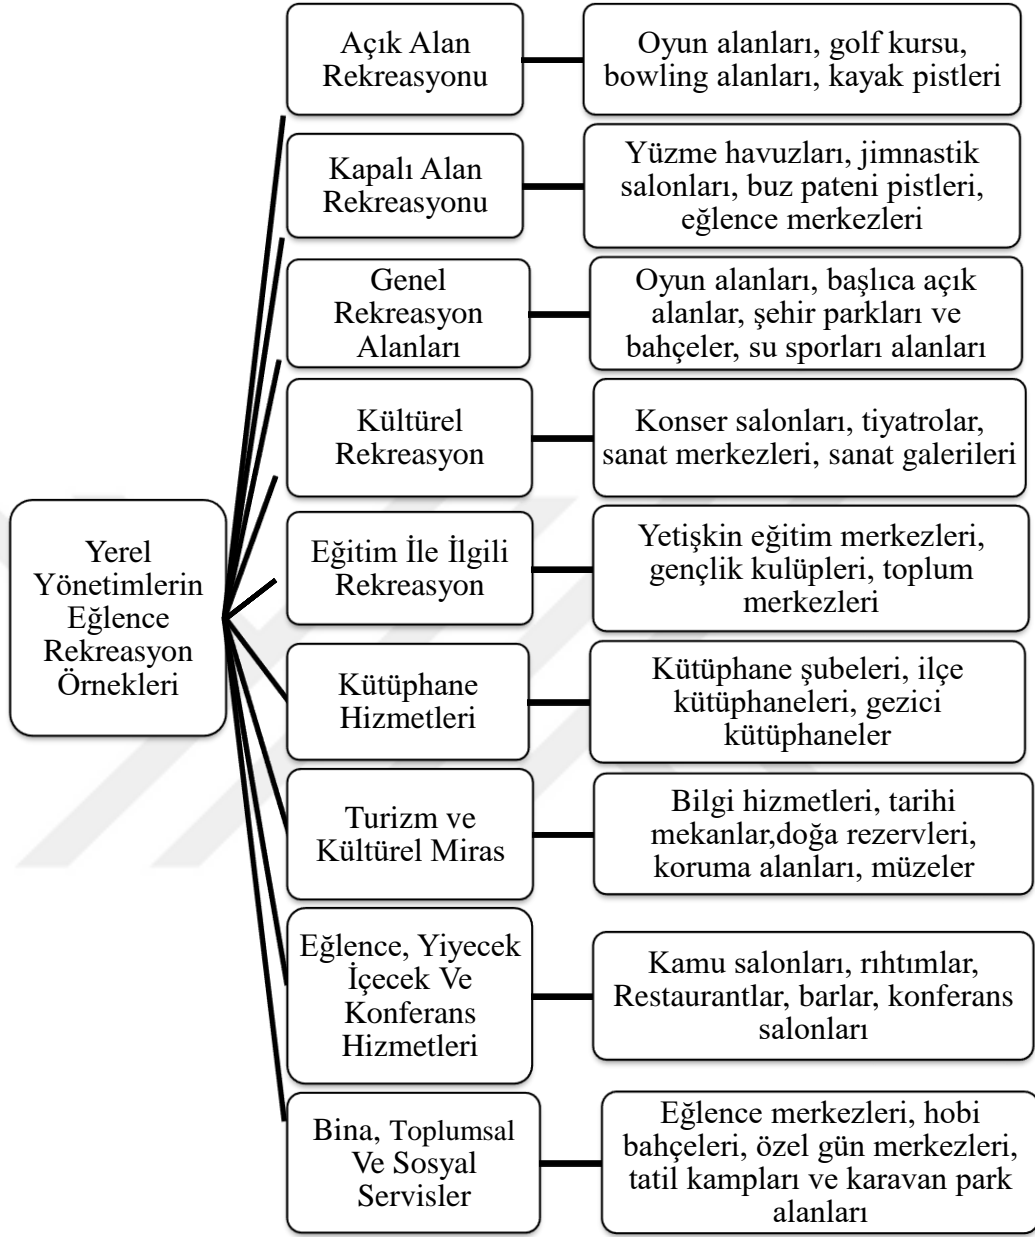 Yerel
Yönetimlerin
Eğlence
Rekreasyon
Örnekleri
Açık Alan
Rekreasyonu
Oyun alanları, golf kursu,
bowling alanları, kayak pistleri
Kapalı Alan
Rekreasyonu
Yüzme havuzları, jimnastik
salonları, buz pateni pistleri,
eğlence merkezleri
Genel
Rekreasyon
Alanları
Oyun alanları, başlıca açık
alanlar, şehir parkları ve
bahçeler, su sporları alanları
Kültürel
Rekreasyon
Konser salonları, tiyatrolar,
sanat merkezleri, sanat galerileri
Eğitim İle İlgili
Rekreasyon
Yetişkin eğitim merkezleri,
gençlik kulüpleri, toplum
merkezleri
Kütüphane
Hizmetleri
Kütüphane şubeleri, ilçe
kütüphaneleri, gezici
kütüphaneler
Turizm ve
Kültürel Miras
Bilgi hizmetleri, tarihi
mekanlar,doğa rezervleri,
koruma alanları, müzeler
Eğlence, Yiyecek
İçecek Ve
Konferans
Hizmetleri
Kamu salonları, rıhtımlar,
Restaurantlar, barlar, konferans
salonları
Bina, Toplumsal
Ve Sosyal
Servisler
Eğlence merkezleri, hobi
bahçeleri, özel gün merkezleri,
tatil kampları ve karavan park
alanları